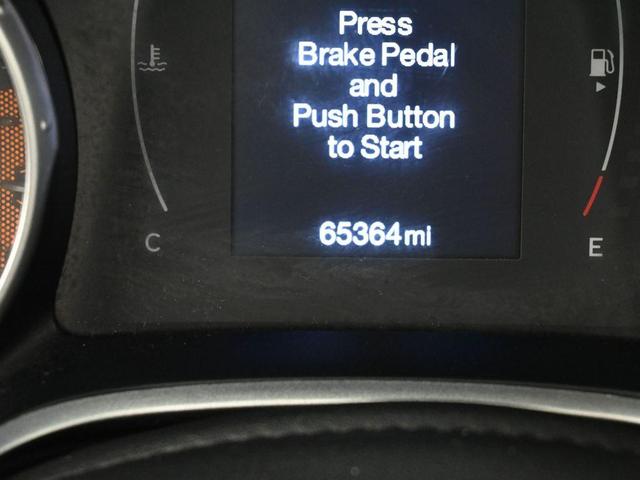 Press
Brake Pedal
and
Push Button
to Start
65364mi
C
E